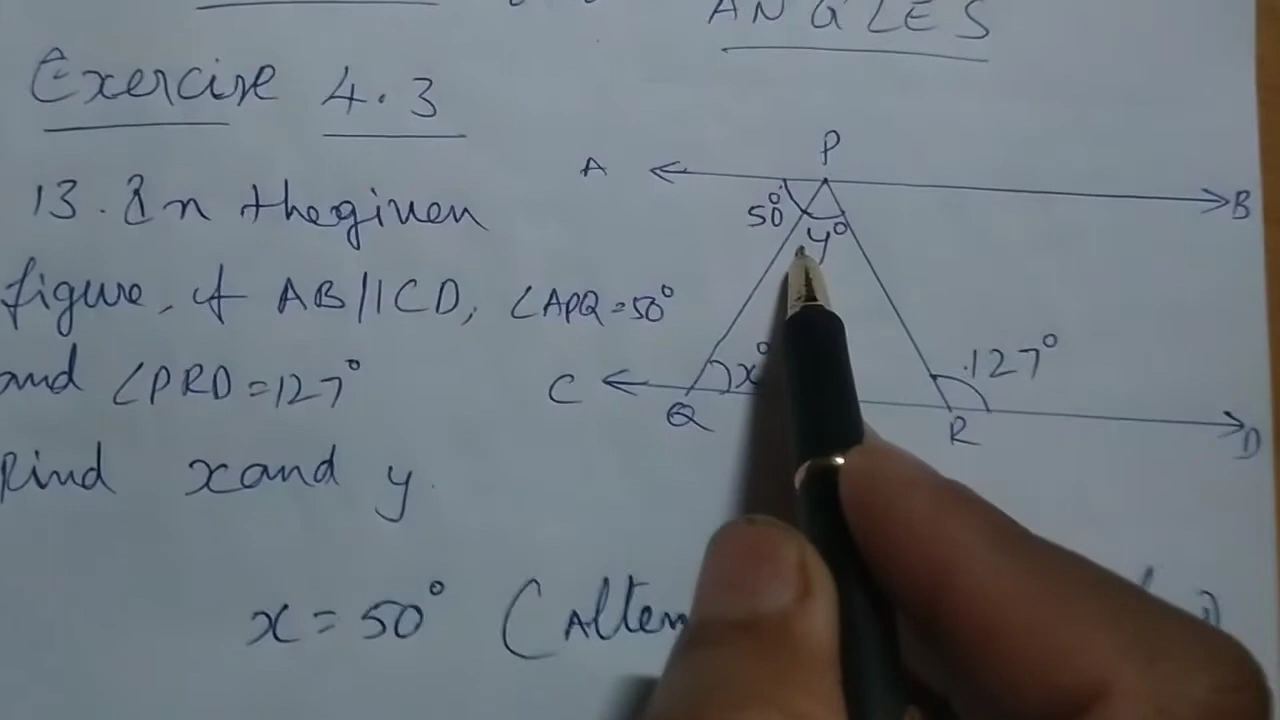 ANGLES
Exercise 4.3
13. In the given
figure, if AB//CD, ∠APQ=50°
and ∠PRD=127°
Find x and y.
P
A
B
50°
y°
127°
x°
C
Q
R
D
x = 50° (Altern